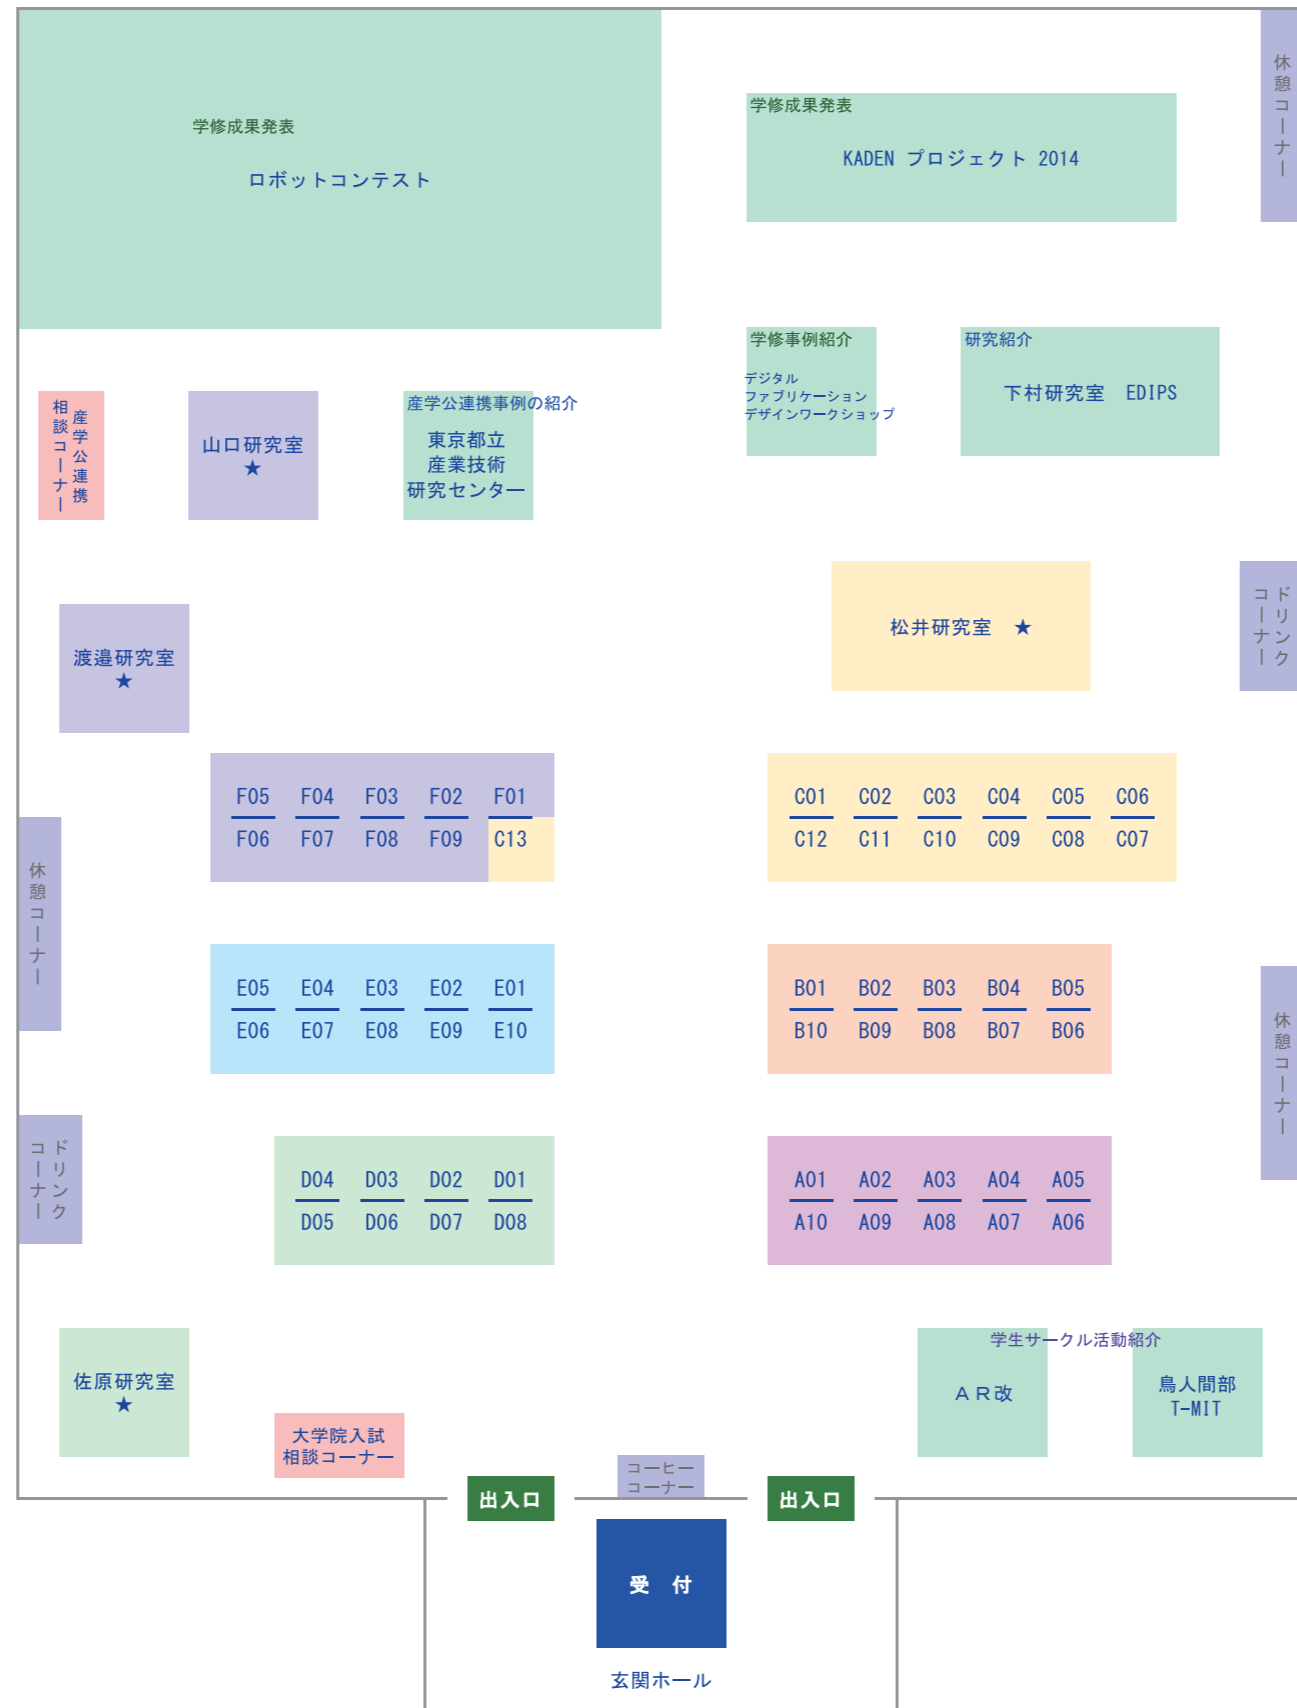 学修成果発表
ロボットコンテスト
学修成果発表
KADEN プロジェクト 2014
休憩コーナー
学修事例紹介
デジタル
ファブリケーション
デザインワークショップ
研究紹介
下村研究室 EDIPS
産学公連携
相談コーナー
山口研究室
★
産学公連携事例の紹介
東京都立
産業技術
研究センター
松井研究室 ★
ドリンク
コーナー
渡邉研究室
★
F05 F04 F03 F02 F01
F06 F07 F08 F09 C13
C01 C02 C03 C04 C05 C06
C12 C11 C10 C09 C08 C07
休憩コーナー
E05 E04 E03 E02 E01
E06 E07 E08 E09 E10
B01 B02 B03 B04 B05
B10 B09 B08 B07 B06
休憩コーナー
ドリンク
コーナー
D04 D03 D02 D01
D05 D06 D07 D08
A01 A02 A03 A04 A05
A10 A09 A08 A07 A06
佐原研究室
★
大学院入試
相談コーナー
学生サークル活動紹介
AR改
鳥人間部
T-MIT
コーヒー
コーナー
出入口
出入口
受 付
玄関ホール